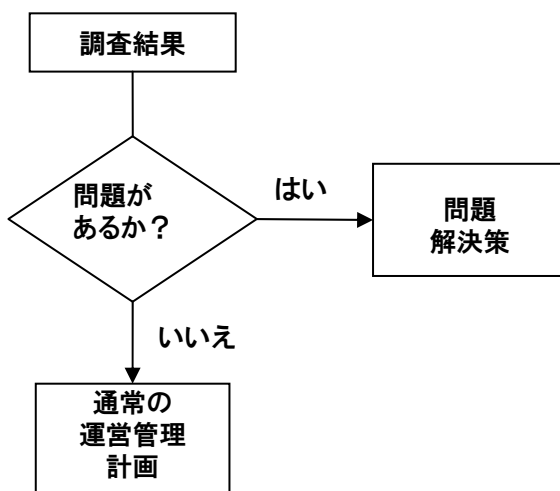 調査結果
問題が
あるか？
はい
問題
解決策
いいえ
通常の
運営管理
計画